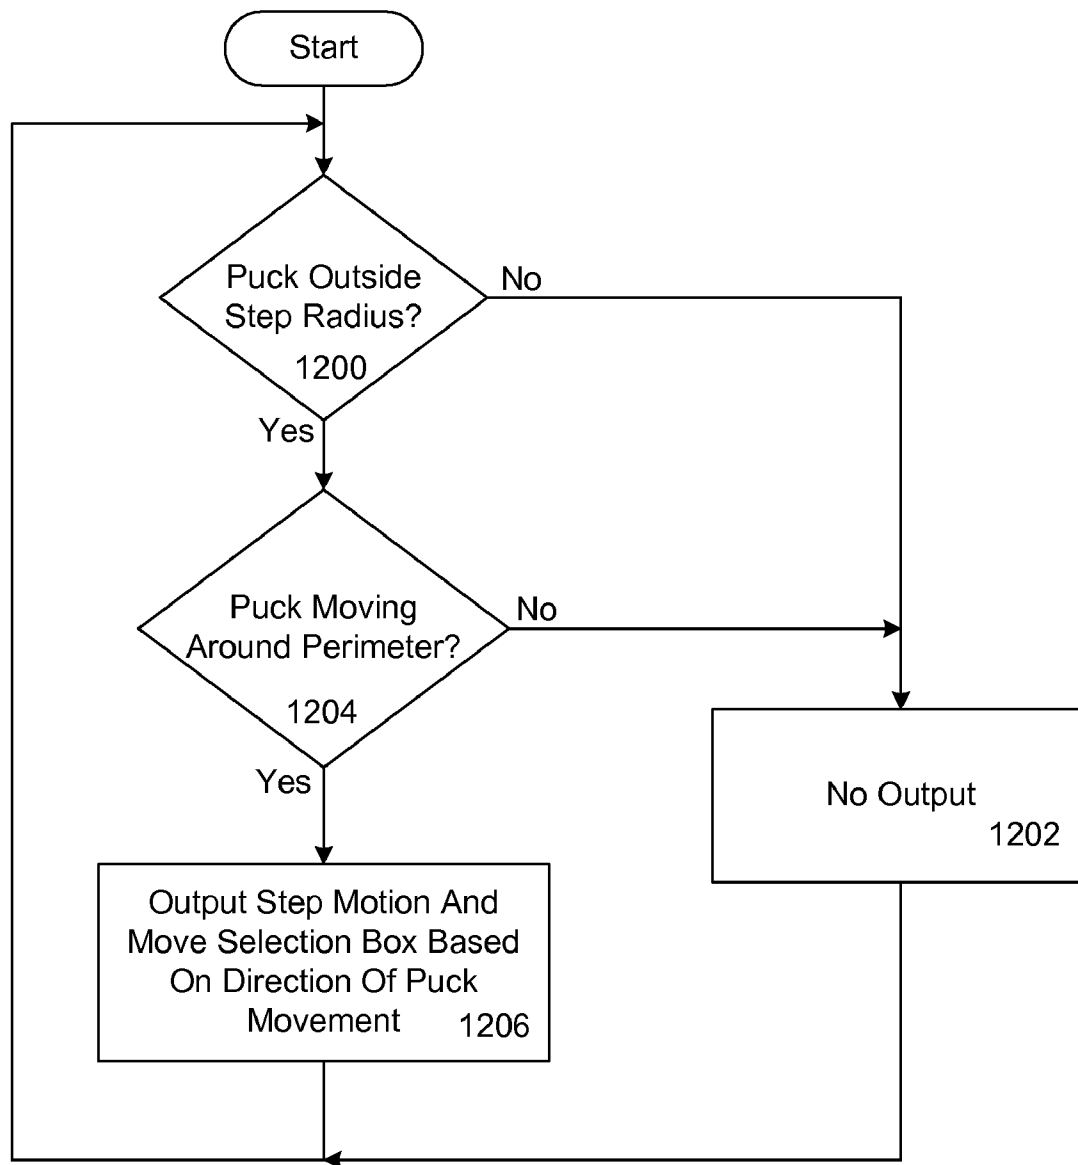 Start
Puck Outside
Step Radius?
1200
No
Yes
Puck Moving
Around Perimeter?
1204
No
Yes
No Output
1202
Output Step Motion And
Move Selection Box Based
On Direction Of Puck
Movement 1206